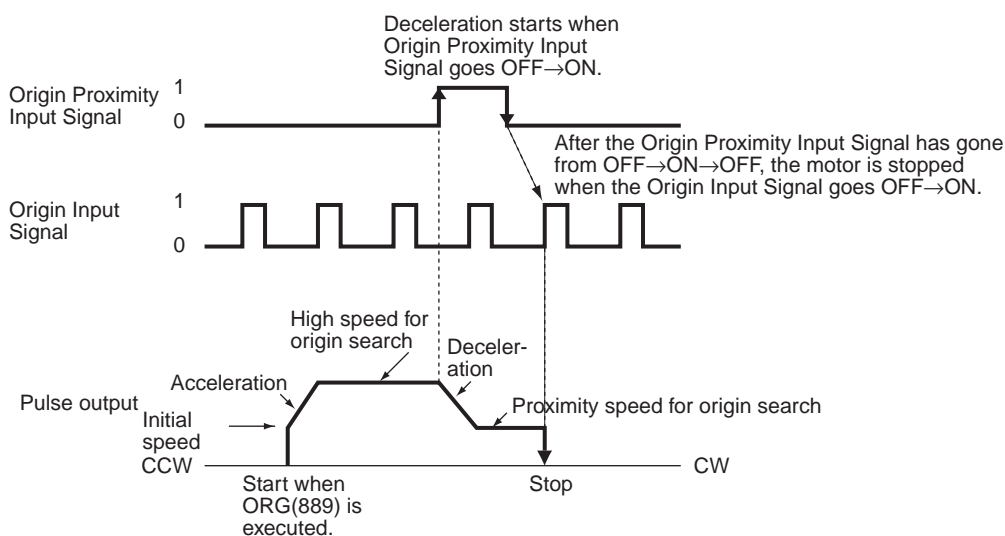 Deceleration starts when
Origin Proximity Input
Signal goes OFF→ON.
Origin Proximity
Input Signal
1
0
After the Origin Proximity Input Signal has gone
from OFF→ON→OFF, the motor is stopped
when the Origin Input Signal goes OFF→ON.
Origin Input
Signal
1
0
High speed for
origin search
Deceler-
ation
Acceleration
Proximity speed for origin search
Pulse output
Initial
speed
CCW
CW
Start when
ORG(889) is
executed.
Stop